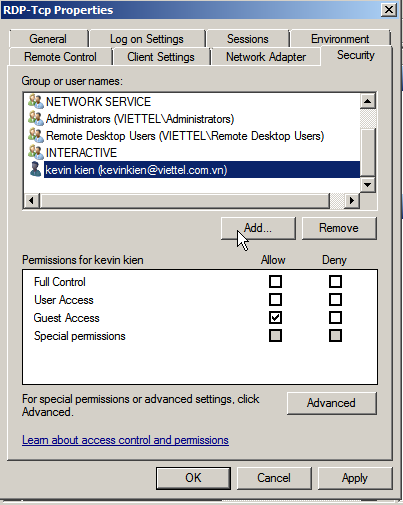 RDP-Tcp Properties
General Log on Settings Sessions Environment
Remote Control Client Settings Network Adapter Security
Group or user names:
NETWORK SERVICE
Administrators (VIETTEL\Administrators)
Remote Desktop Users (VIETTEL\Remote Desktop Users)
INTERACTIVE
kevin kien (kevinkien@viettel.com.vn)
Add... Remove
Permissions for kevin kien Allow Deny
Full Control
User Access
Guest Access
Special permissions
For special permissions or advanced settings, click
Advanced.
Advanced
Learn about access control and permissions
OK Cancel Apply